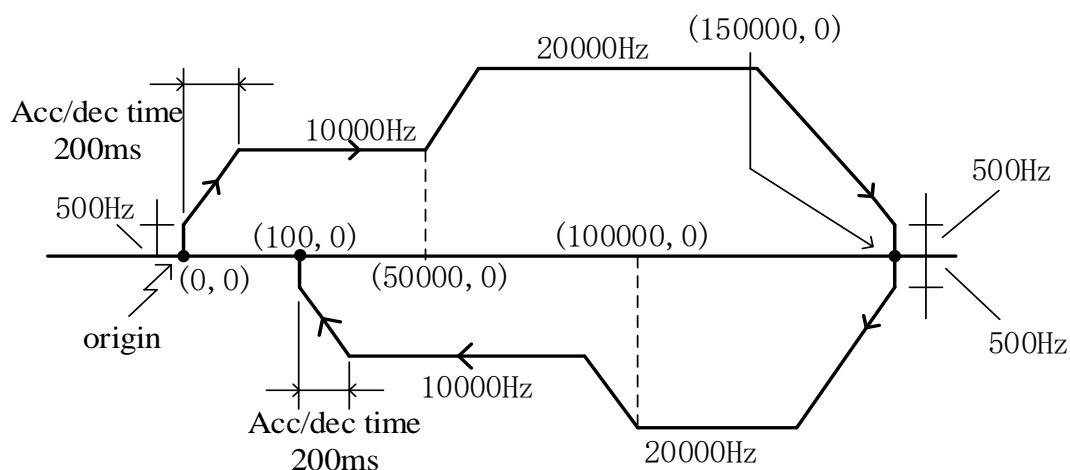 (150000,0)
20000Hz
Acc/dec time
200ms
10000Hz
500Hz
500Hz
(100,0)
(100000,0)
(0,0)
(50000,0)
origin
500Hz
10000Hz
Acc/dec time
200ms
20000Hz